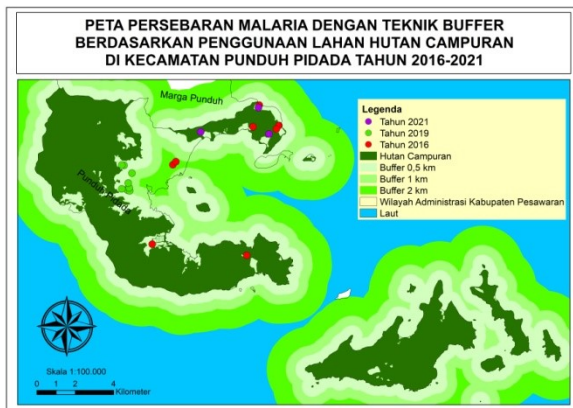 PETA PERSEBARAN MALARIA DENGAN TEKNIK BUFFER
BERDASARKAN PENGGUNAAN LAHAN HUTAN CAMPURAN
DI KECAMATAN PUNDUH PIDADA TAHUN 2016-2021
Marga Punduh
Punduh Pidada
Legenda
Tahun 2021
Tahun 2019
Tahun 2016
Hutan Campuran
Buffer 0,5 km
Buffer 1 km
Buffer 2 km
Wilayah Administrasi Kabupaten Pesawaran
Laut
Skala 1:100.000
0 1 2 4
Kilometer